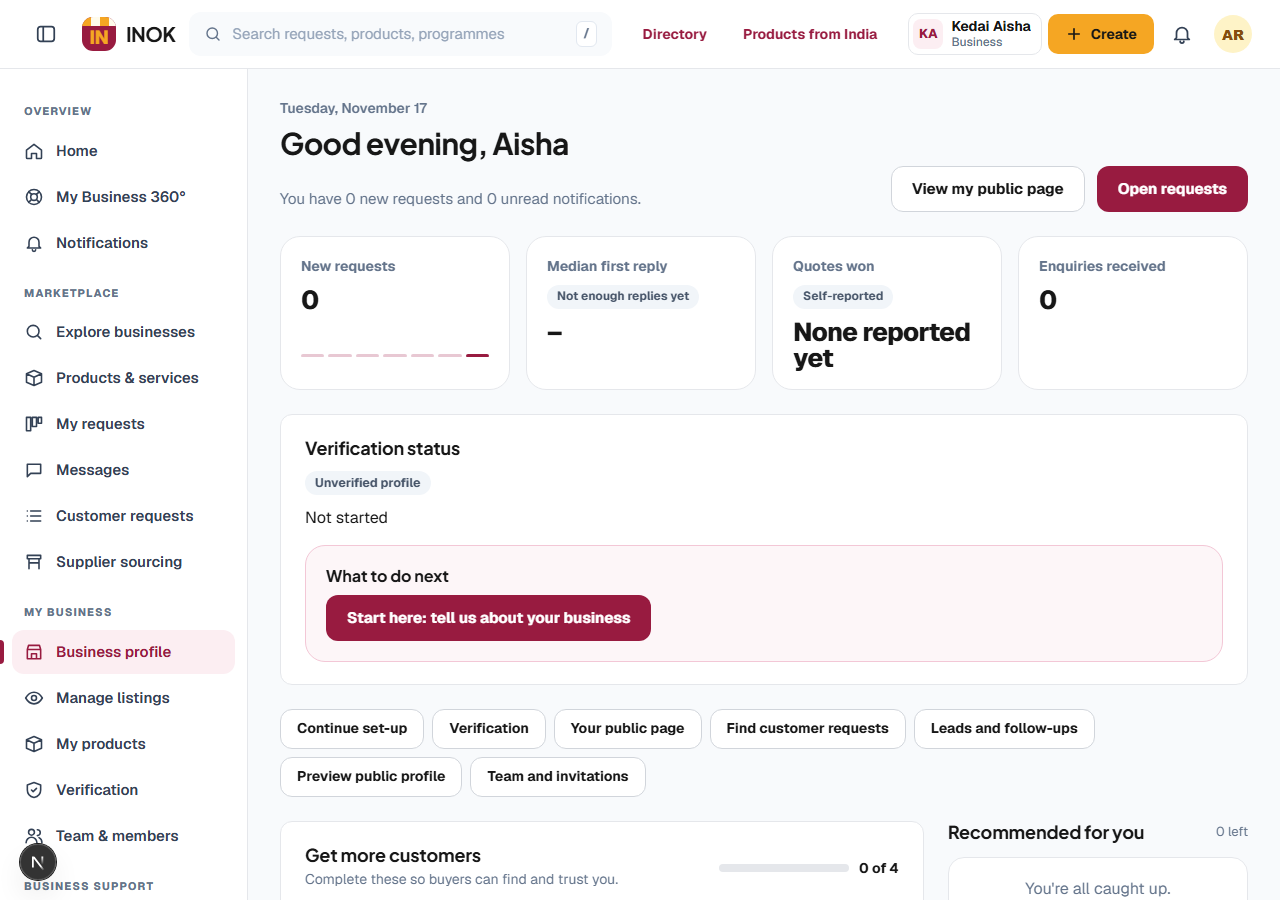 IN INOK
Search requests, products, programmes /
Directory
Products from India
KA Kedai Aisha
Business
+ Create
AR
OVERVIEW
Home
My Business 360°
Notifications
MARKETPLACE
Explore businesses
Products & services
My requests
Messages
Customer requests
Supplier sourcing
MY BUSINESS
Business profile
Manage listings
My products
Verification
Team & members
N
BUSINESS SUPPORT
Tuesday, November 17
Good evening, Aisha
You have 0 new requests and 0 unread notifications.
View my public page
Open requests
New requests
0
Median first reply
Not enough replies yet
–
Quotes won
Self-reported
None reported
yet
Enquiries received
0
Verification status
Unverified profile
Not started
What to do next
Start here: tell us about your business
Continue set-up
Verification
Your public page
Find customer requests
Leads and follow-ups
Preview public profile
Team and invitations
Get more customers
Complete these so buyers can find and trust you.
0 of 4
Recommended for you
0 left
You're all caught up.